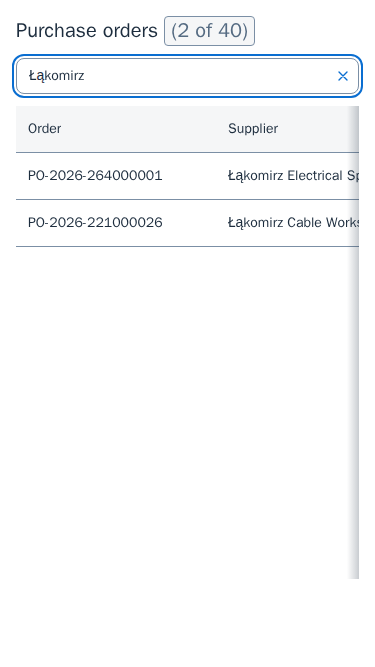 Purchase orders (2 of 40)
Łąkomirz
Order Supplier
PO-2026-264000001 Łąkomirz Electrical
PO-2026-221000026 Łąkomirz Cable Works